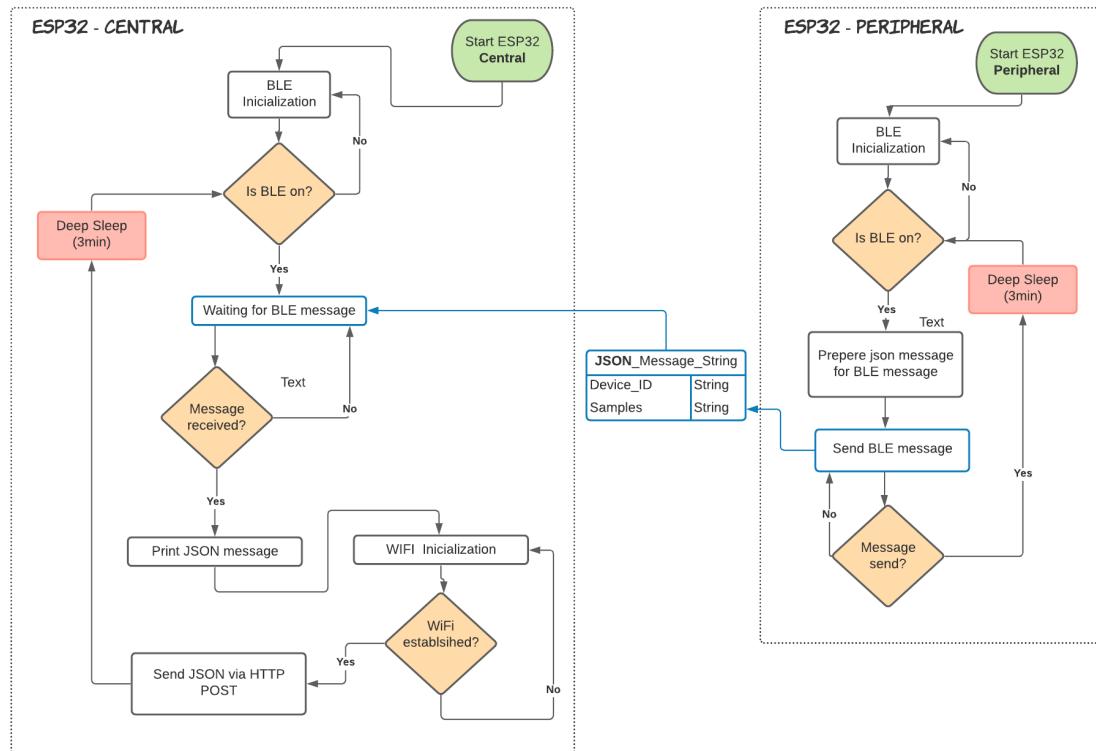 ESP32 - CENTRAL
Start ESP32
Central
BLE
Inicialization
No
Is BLE on?
Deep Sleep
(3min)
Yes
Waiting for BLE message
Text
Message
received?
No
Yes
Print JSON message
WIFI  Inicialization
WiFi
establsihed?
Yes
No
Send JSON via HTTP
POST
JSON_Message_String
Device_ID
String
Samples
String
ESP32 - PERIPHERAL
Start ESP32
Peripheral
BLE
Inicialization
No
Is BLE on?
Deep Sleep
(3min)
Yes
Text
Prepere json message
for BLE message
Send BLE message
Yes
No
Message
send?